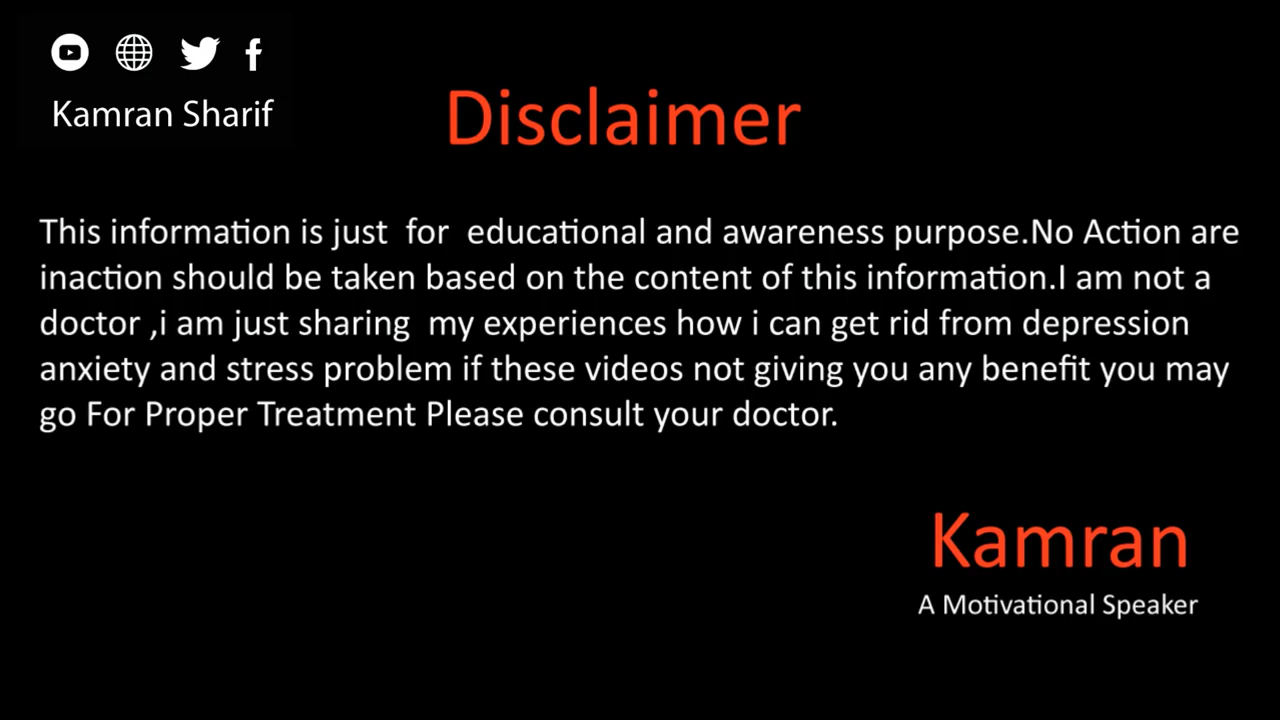 Kamran Sharif
Disclaimer
This information is just for educational and awareness purpose.No Action are
inaction should be taken based on the content of this information.I am not a
doctor ,i am just sharing my experiences how i can get rid from depression
anxiety and stress problem if these videos not giving you any benefit you may
go For Proper Treatment Please consult your doctor.
Kamran
A Motivational Speaker